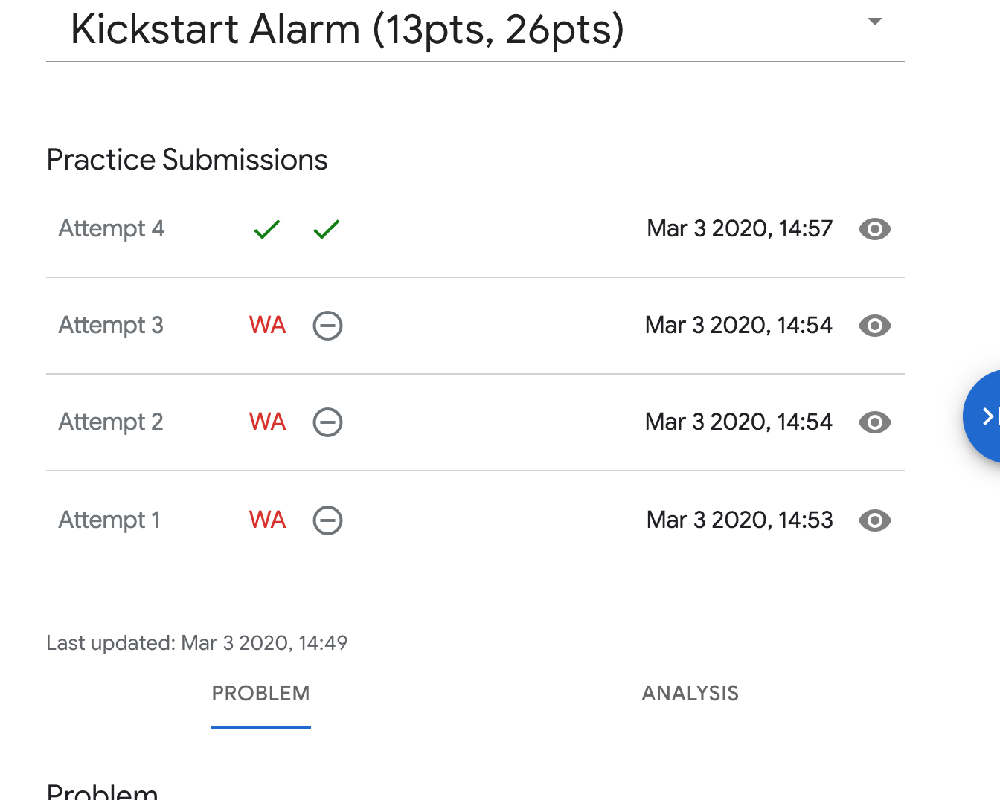 Kickstart Alarm (13pts, 26pts)
Practice Submissions
Attempt 4 Mar 3 2020, 14:57
Attempt 3 WA Mar 3 2020, 14:54
Attempt 2 WA Mar 3 2020, 14:54
Attempt 1 WA Mar 3 2020, 14:53
Last updated: Mar 3 2020, 14:49
PROBLEM ANALYSIS
Problem